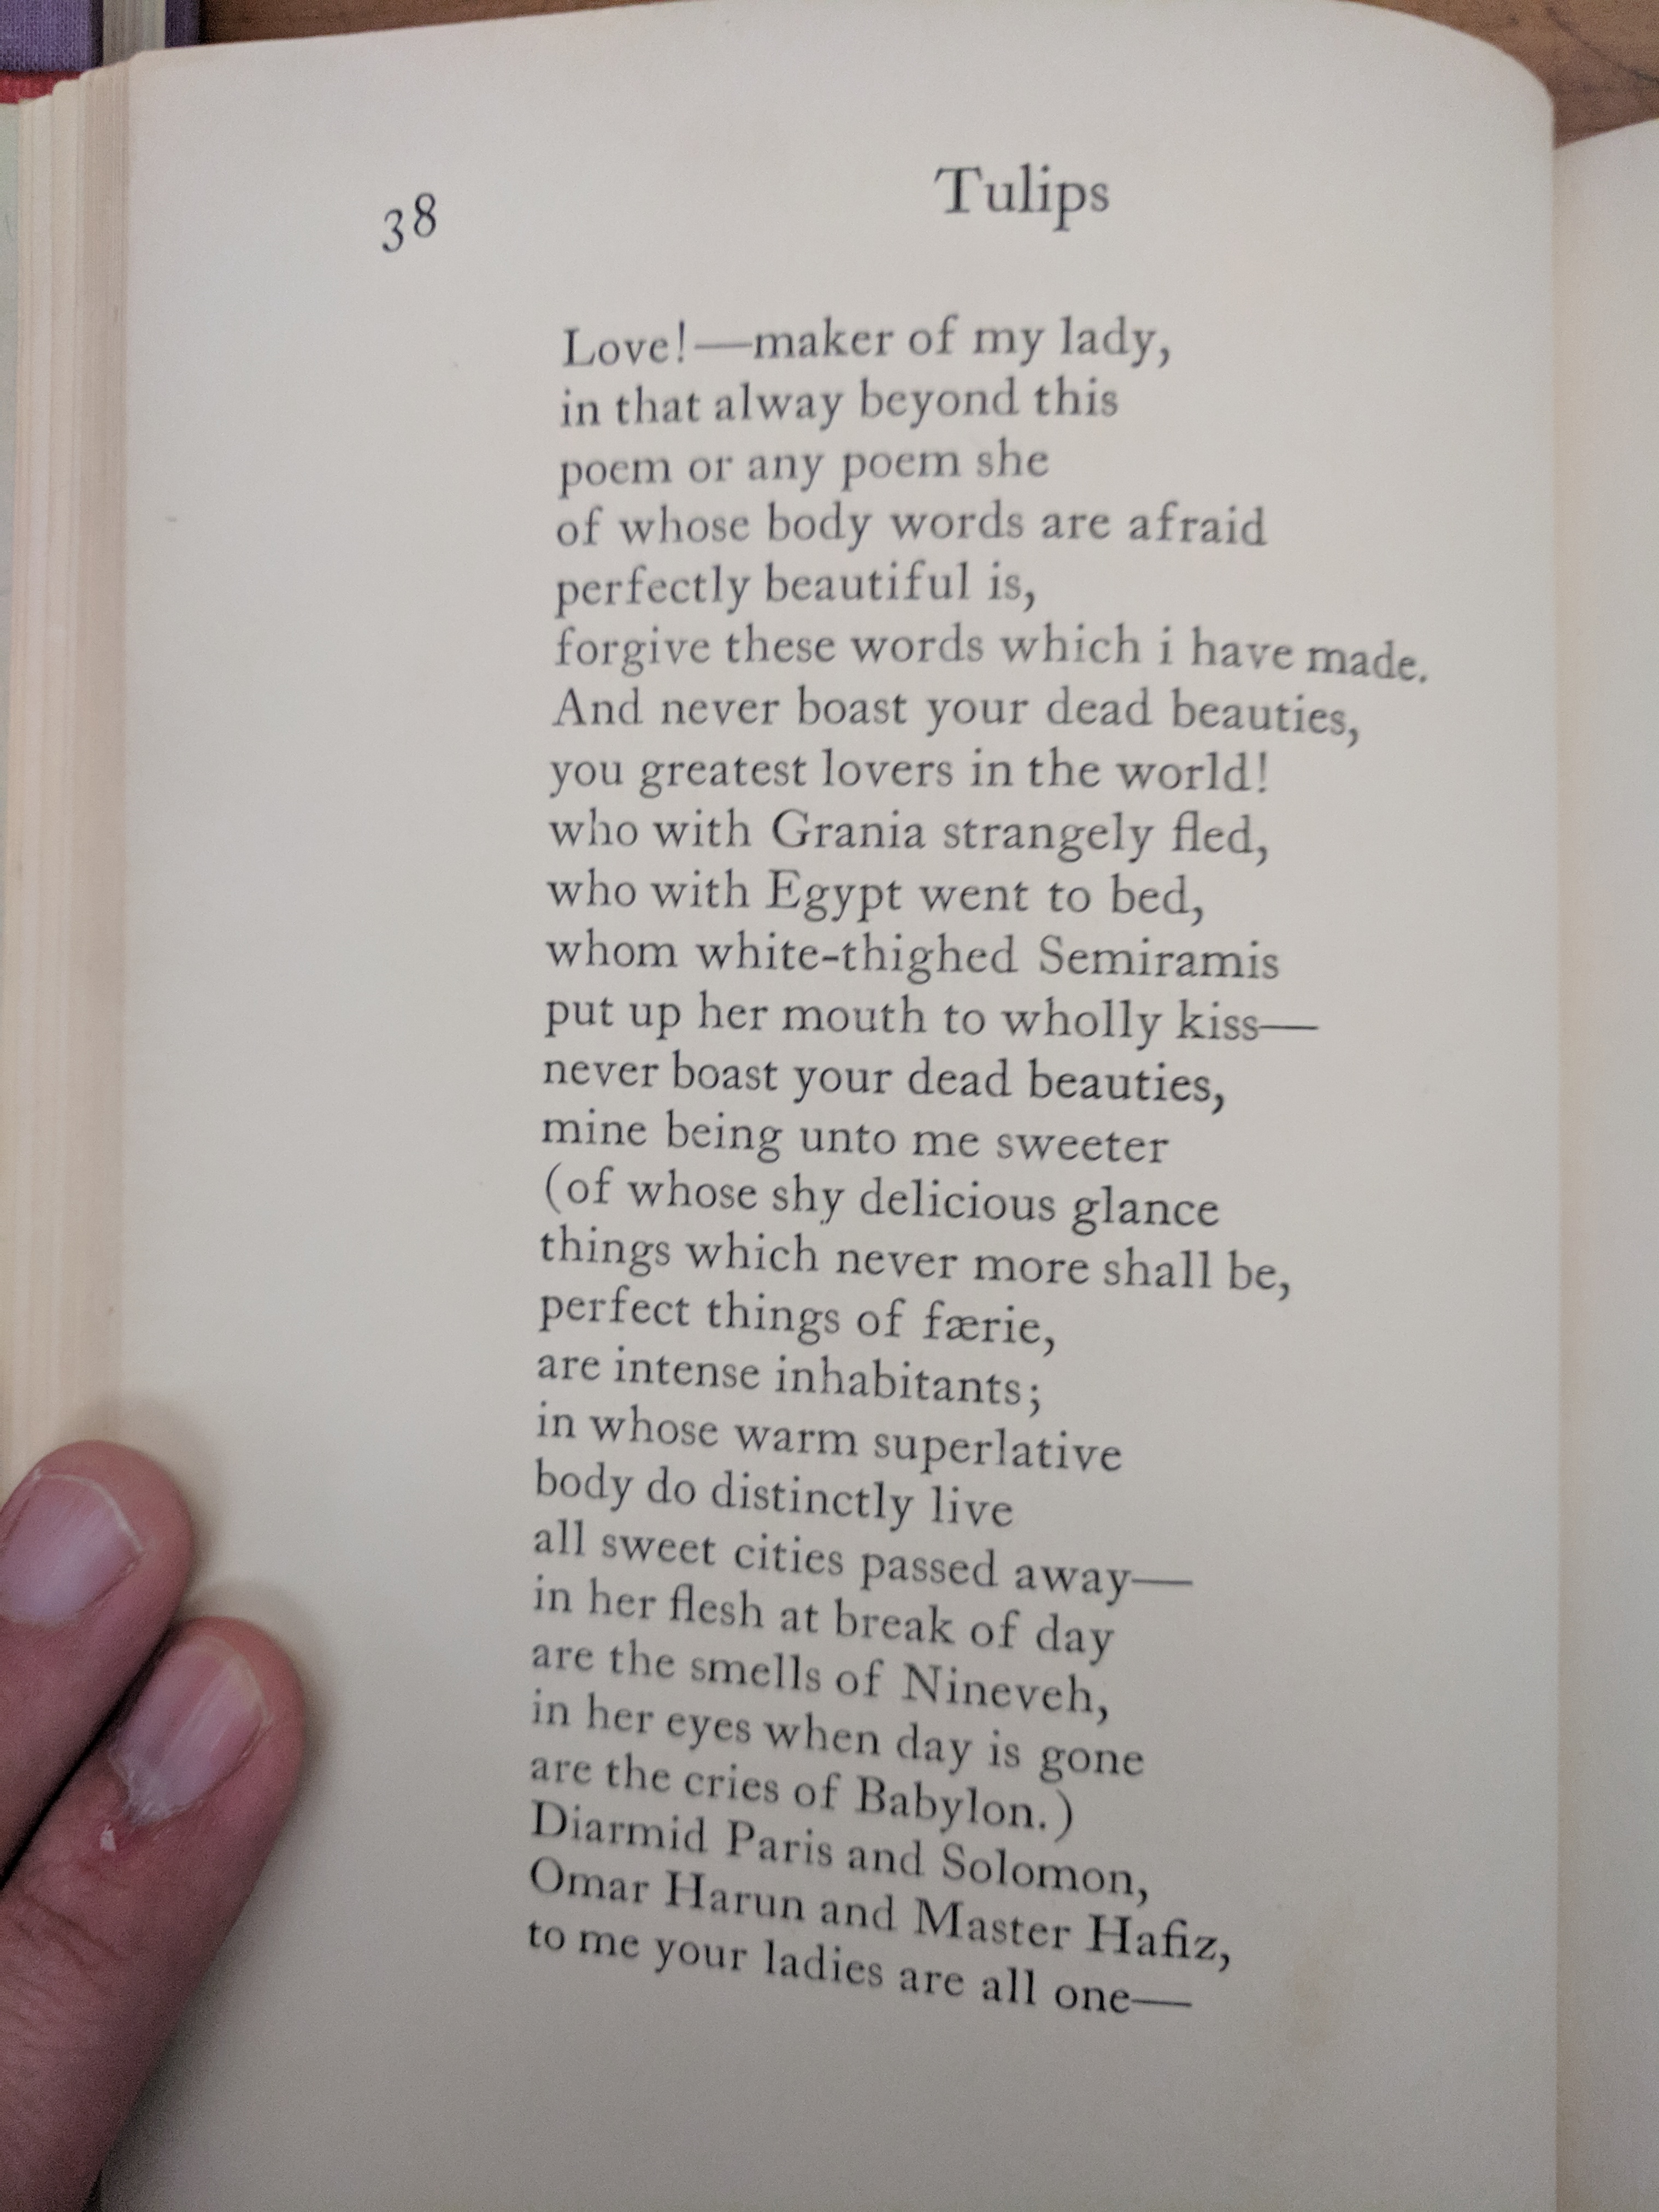 38 Tulips
Love!—maker of my lady,
in that alway beyond this
poem or any poem she
of whose body words are afraid
perfectly beautiful is,
forgive these words which i have made.
And never boast your dead beauties,
you greatest lovers in the world!
who with Grania strangely fled,
who with Egypt went to bed,
whom white-thighed Semiramis
put up her mouth to wholly kiss—
never boast your dead beauties,
mine being unto me sweeter
(of whose shy delicious glance
things which never more shall be,
perfect things of færie,
are intense inhabitants;
in whose warm superlative
body do distinctly live
all sweet cities passed away—
in her flesh at break of day
are the smells of Nineveh,
in her eyes when day is gone
are the cries of Babylon.)
Diarmid Paris and Solomon,
Omar Harun and Master Hafiz,
to me your ladies are all one—